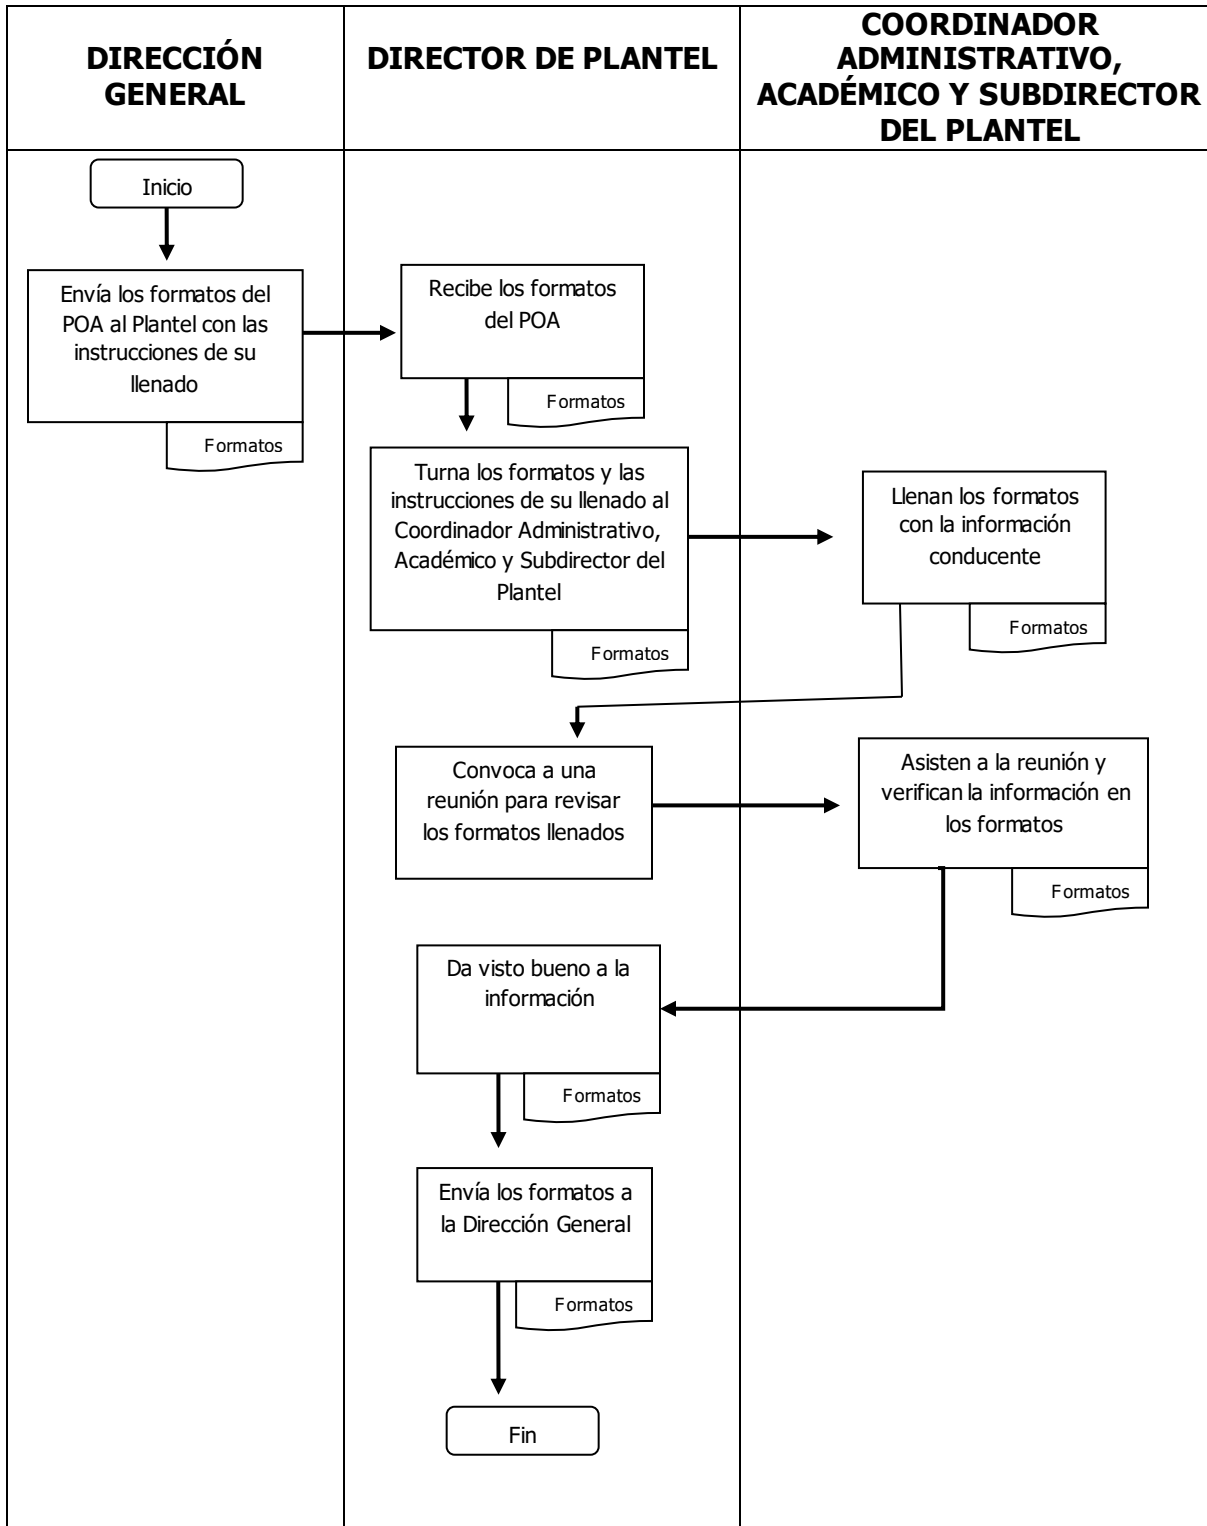 DIRECCIÓN
GENERAL
DIRECTOR DE PLANTEL
COORDINADOR
ADMINISTRATIVO,
ACADÉMICO Y SUBDIRECTOR
DEL PLANTEL
Inicio
Envía los formatos del
POA al Plantel con las
instrucciones de su
llenado
Formatos
Recibe los formatos
del POA
Formatos
Turna los formatos y las
instrucciones de su llenado al
Coordinador Administrativo,
Académico y Subdirector del
Plantel
Formatos
Llenan los formatos
con la información
conducente
Formatos
Convoca a una
reunión para revisar
los formatos llenados
Asisten a la reunión y
verifican la información en
los formatos
Formatos
Da visto bueno a la
información
Formatos
Envía los formatos a
la Dirección General
Formatos
Fin